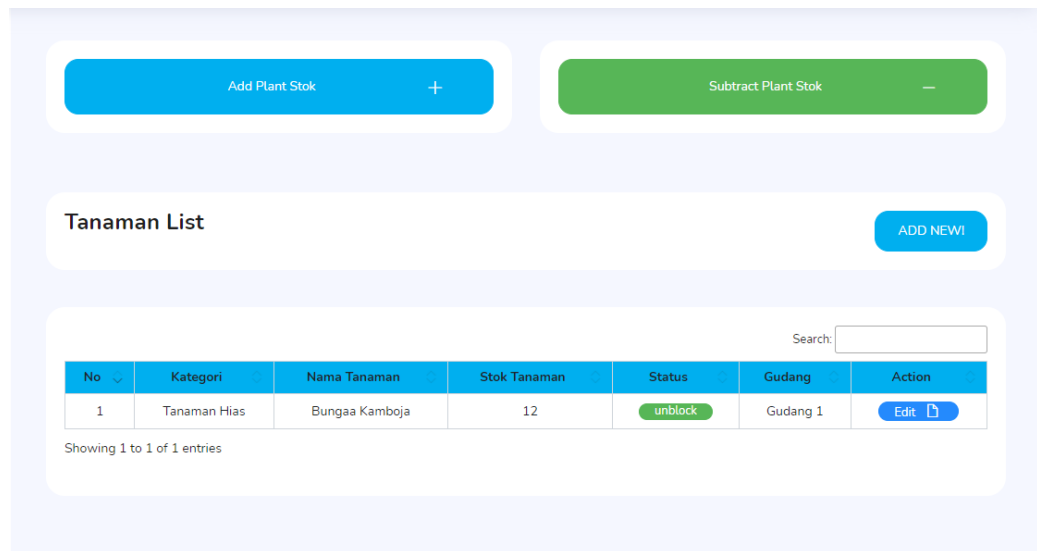 Add Plant Stok +
Subtract Plant Stok −
Tanaman List
ADD NEW!
Search:
No Kategori Nama Tanaman Stok Tanaman Status Gudang Action
1 Tanaman Hias Bungaa Kamboja 12 unblock Gudang 1 Edit
Showing 1 to 1 of 1 entries